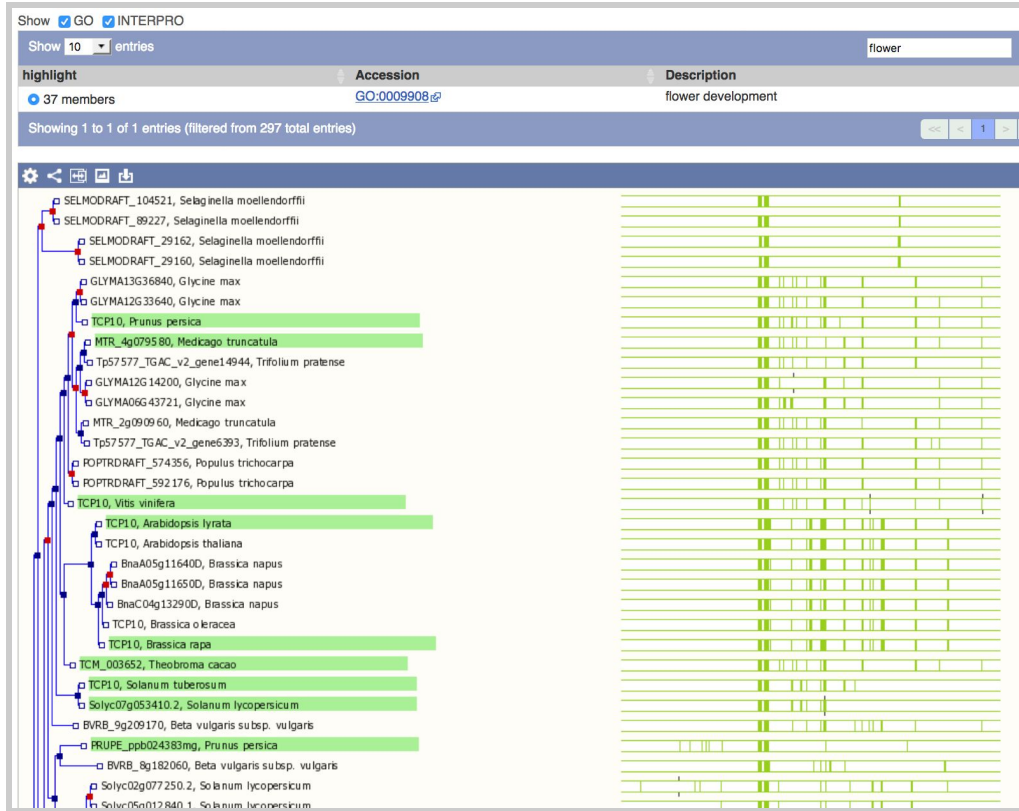 Show GO INTERPRO
Show 10 entries flower
highlight Accession Description
37 members GO:0009908 flower development
Showing 1 to 1 of 1 entries (filtered from 297 total entries) << < 1 >
SELMODRAFT_104521, Selaginella moellendorffii
SELMODRAFT_89227, Selaginella moellendorffii
SELMODRAFT_29162, Selaginella moellendorffii
SELMODRAFT_29160, Selaginella moellendorffii
GLYMA13G36840, Glycine max
GLYMA12G33640, Glycine max
TCP10, Prunus persica
MTR_4g079580, Medicago truncatula
Tp57577_TGAC_v2_gene14944, Trifolium pratense
GLYMA12G14200, Glycine max
GLYMA06G43721, Glycine max
MTR_2g090960, Medicago truncatula
Tp57577_TGAC_v2_gene6393, Trifolium pratense
POPTRDRAFT_574356, Populus trichocarpa
POPTRDRAFT_592176, Populus trichocarpa
TCP10, Vitis vinifera
TCP10, Arabidopsis lyrata
TCP10, Arabidopsis thaliana
BnaA05g11640D, Brassica napus
BnaA05g11650D, Brassica napus
BnaC04g13290D, Brassica napus
TCP10, Brassica oleracea
TCP10, Brassica rapa
TCM_003652, Theobroma cacao
TCP10, Solanum tuberosum
Solyc07g053410.2, Solanum lycopersicum
BVRB_9g209170, Beta vulgaris subsp. vulgaris
PRUPE_ppb024383mg, Prunus persica
BVRB_8g182060, Beta vulgaris subsp. vulgaris
Solyc02g077250.2, Solanum lycopersicum
Solyc05g012840.1, Solanum lycopersicum